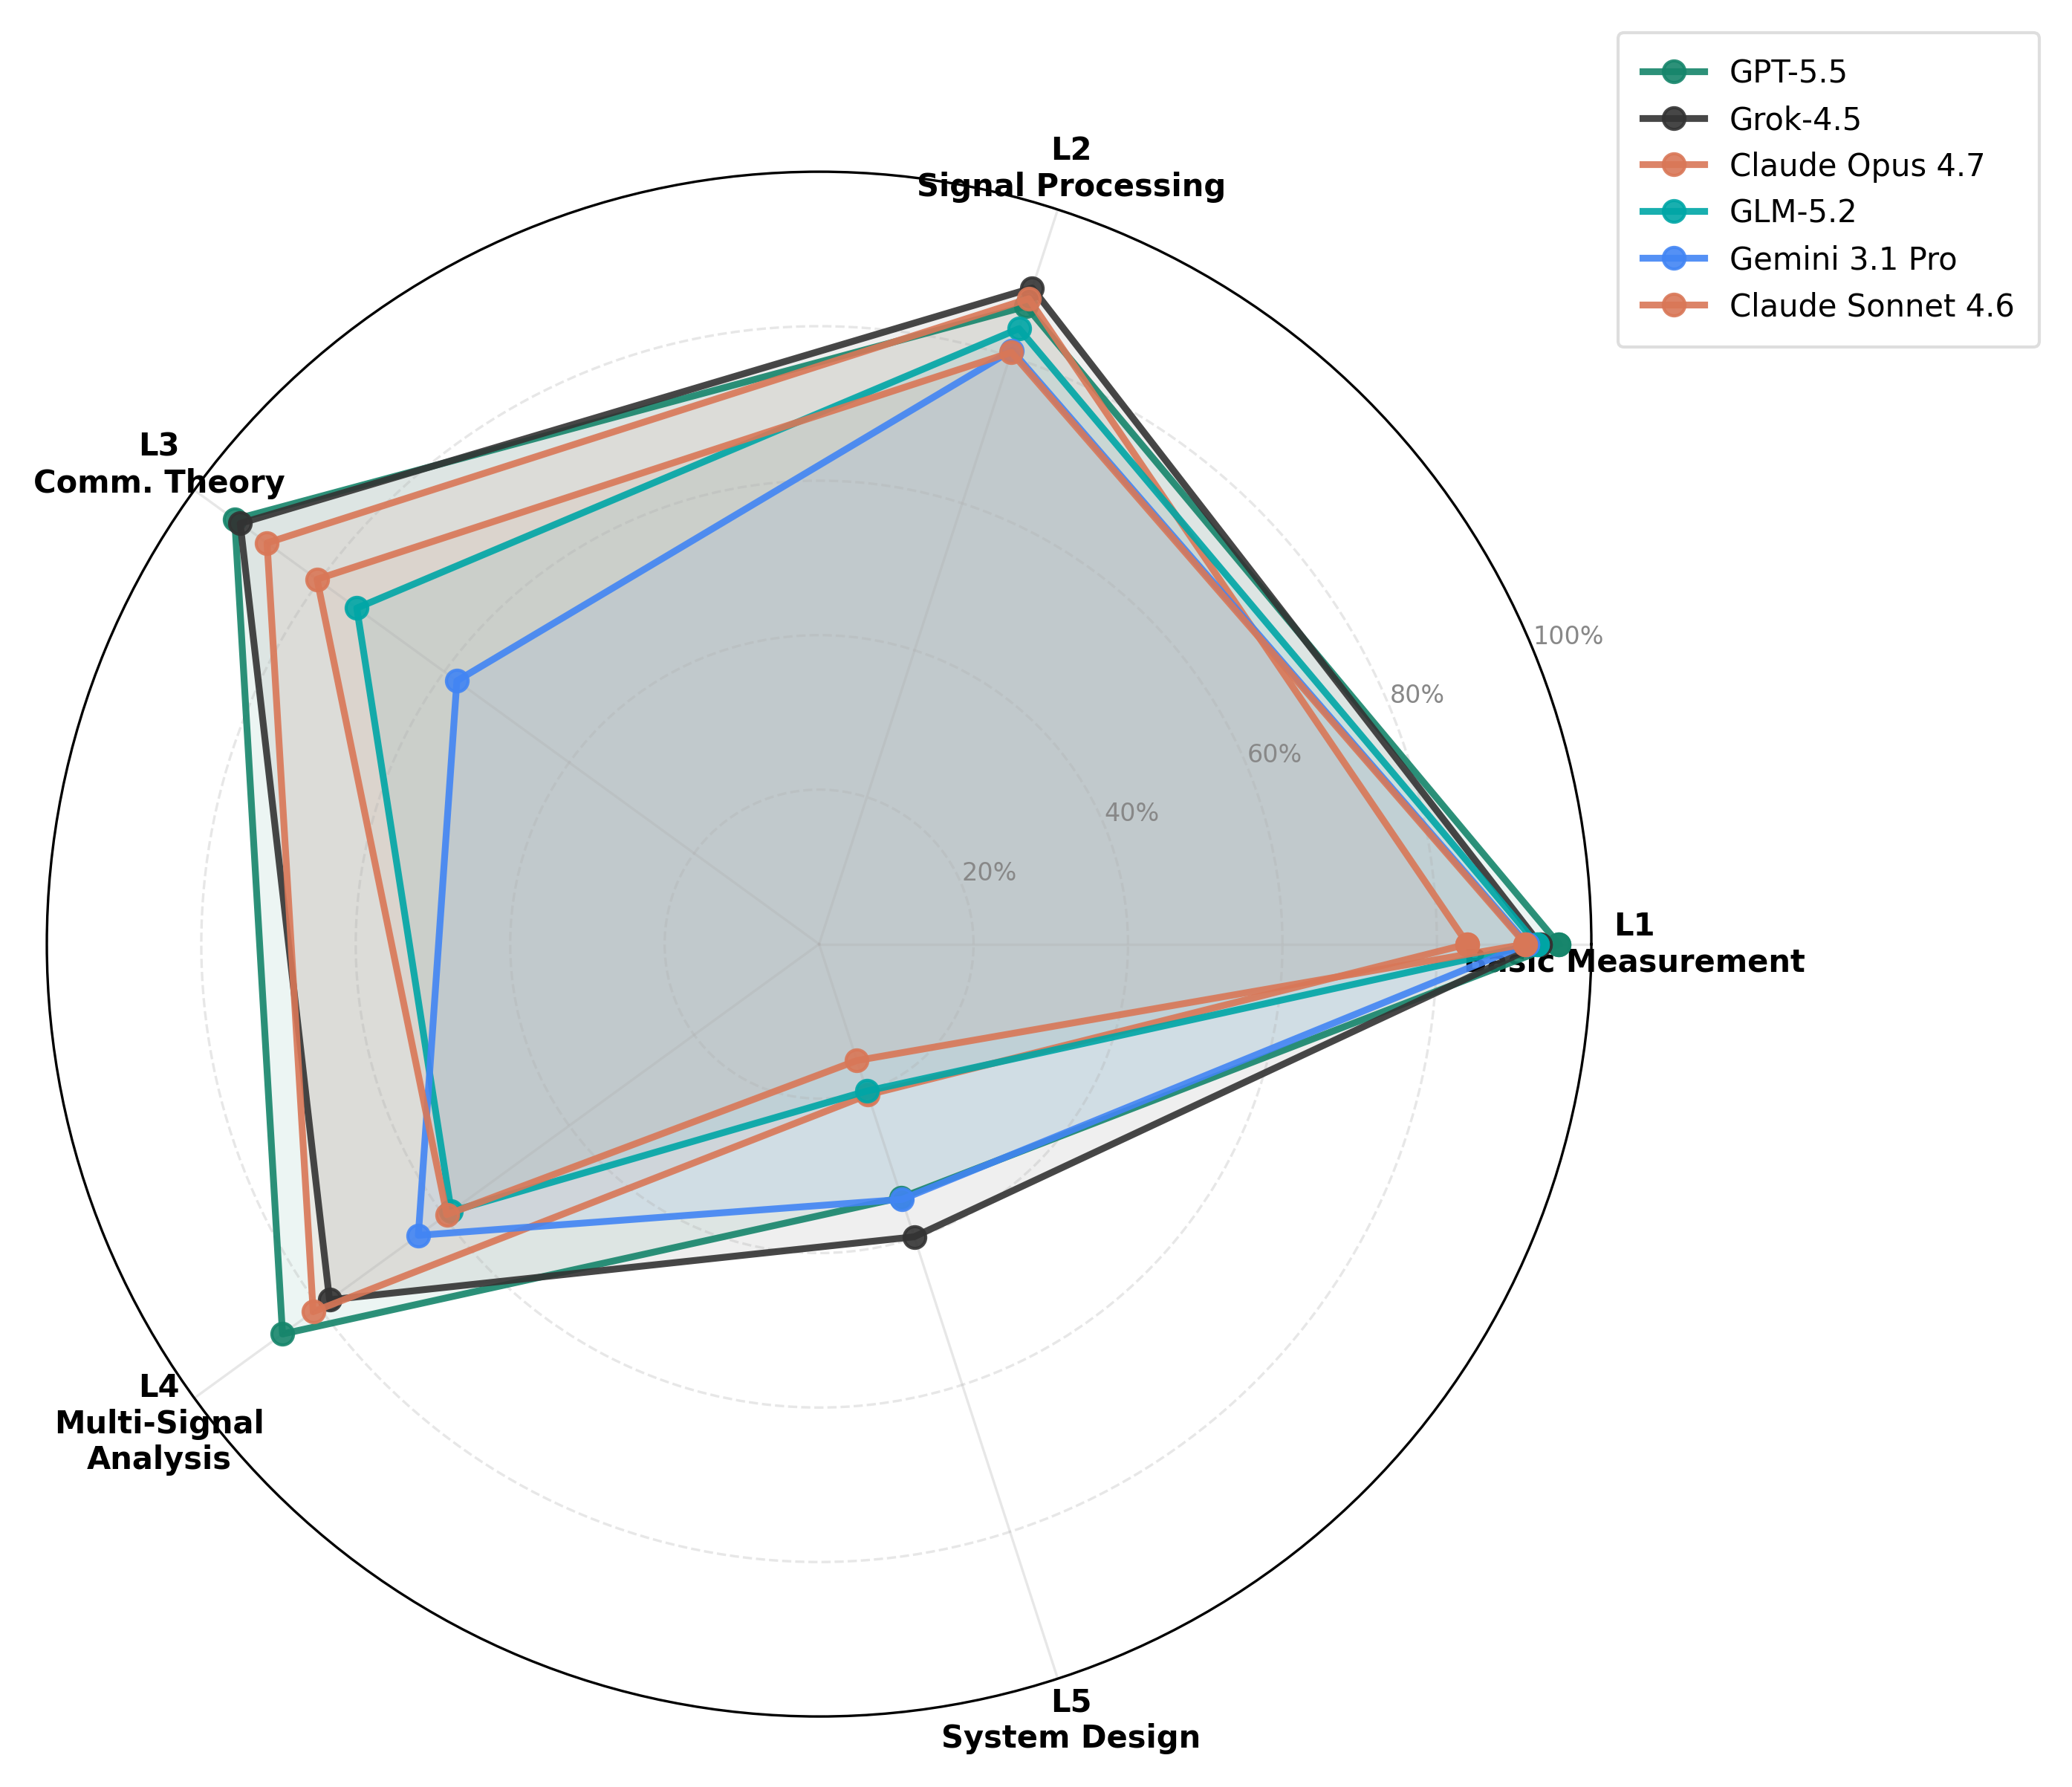 GPT-5.5
Grok-4.5
Claude Opus 4.7
GLM-5.2
Gemini 3.1 Pro
Claude Sonnet 4.6
L2
Signal Processing
L3
Comm. Theory
100%
80%
60%
40%
20%
L1
Basic Measurement
L4
Multi-Signal
Analysis
L5
System Design